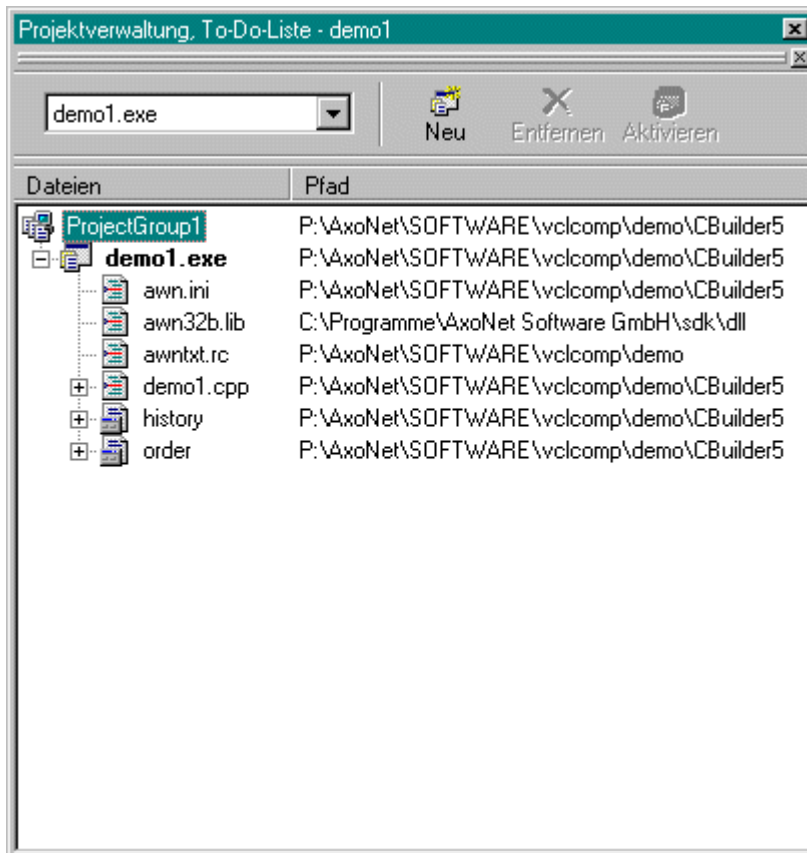 Projektverwaltung, To-Do-Liste - demo1
demo1.exe
Neu Entfernen Aktivieren
Dateien Pfad
ProjectGroup1 P:\AxoNet\SOFTWARE\vclcomp\demo\CBuilder5
demo1.exe P:\AxoNet\SOFTWARE\vclcomp\demo\CBuilder5
awn.ini P:\AxoNet\SOFTWARE\vclcomp\demo\CBuilder5
awn32b.lib C:\Programme\AxoNet Software GmbH\sdk\dll
awntxt.rc P:\AxoNet\SOFTWARE\vclcomp\demo
demo1.cpp P:\AxoNet\SOFTWARE\vclcomp\demo\CBuilder5
history P:\AxoNet\SOFTWARE\vclcomp\demo\CBuilder5
order P:\AxoNet\SOFTWARE\vclcomp\demo\CBuilder5